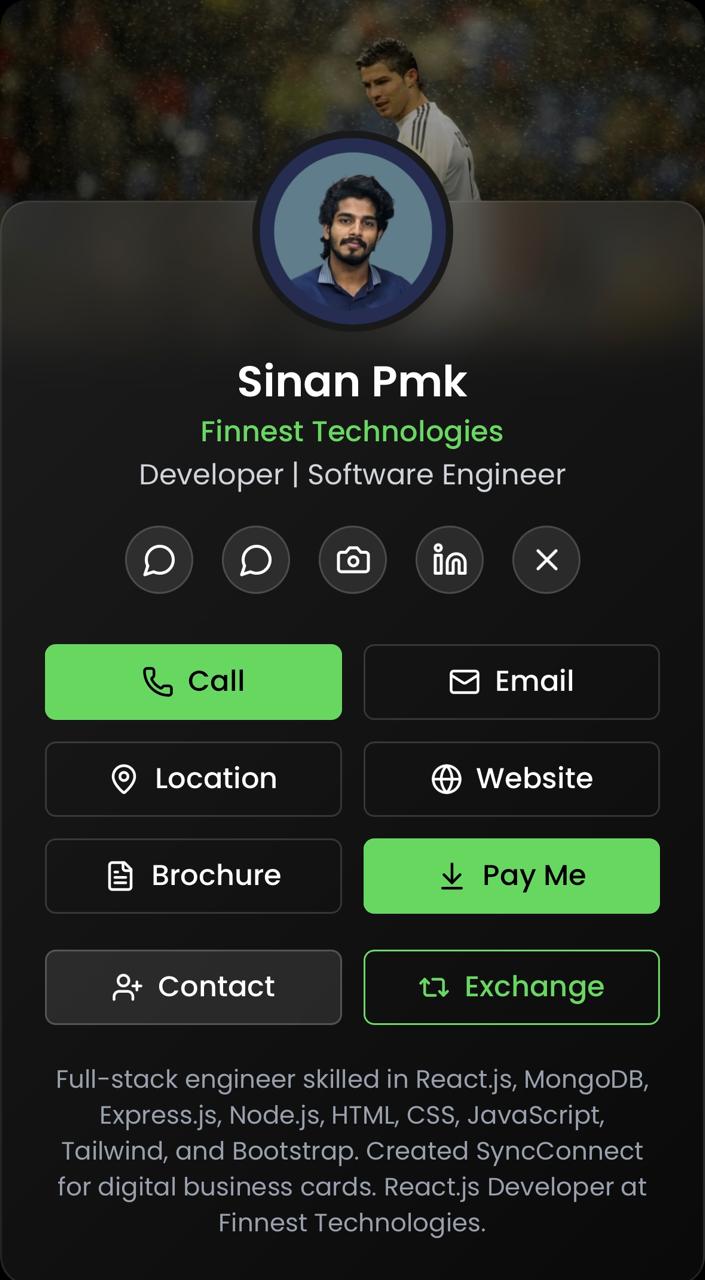 Sinan Pmk
Finnest Technologies
Developer | Software Engineer
Call
Email
Location
Website
Brochure
Pay Me
Contact
Exchange
Full-stack engineer skilled in React.js, MongoDB,
Express.js, Node.js, HTML, CSS, JavaScript,
Tailwind, and Bootstrap. Created SyncConnect
for digital business cards. React.js Developer at
Finnest Technologies.